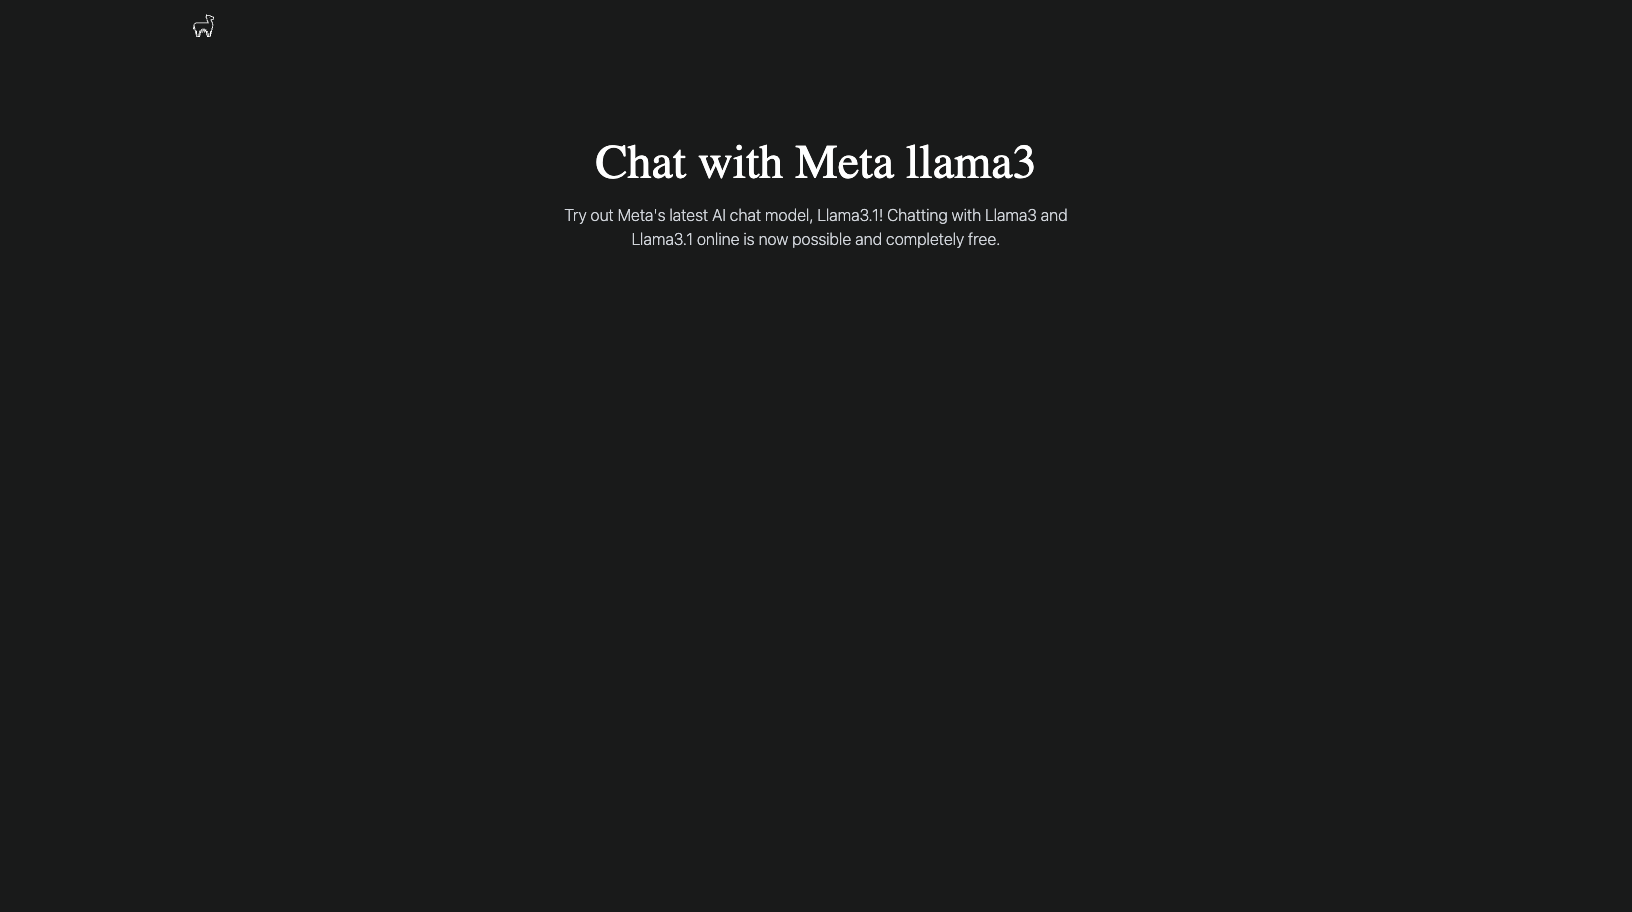 Chat with Meta llama3
Try out Meta's latest AI chat model, Llama3.1! Chatting with Llama3 and
Llama3.1 online is now possible and completely free.